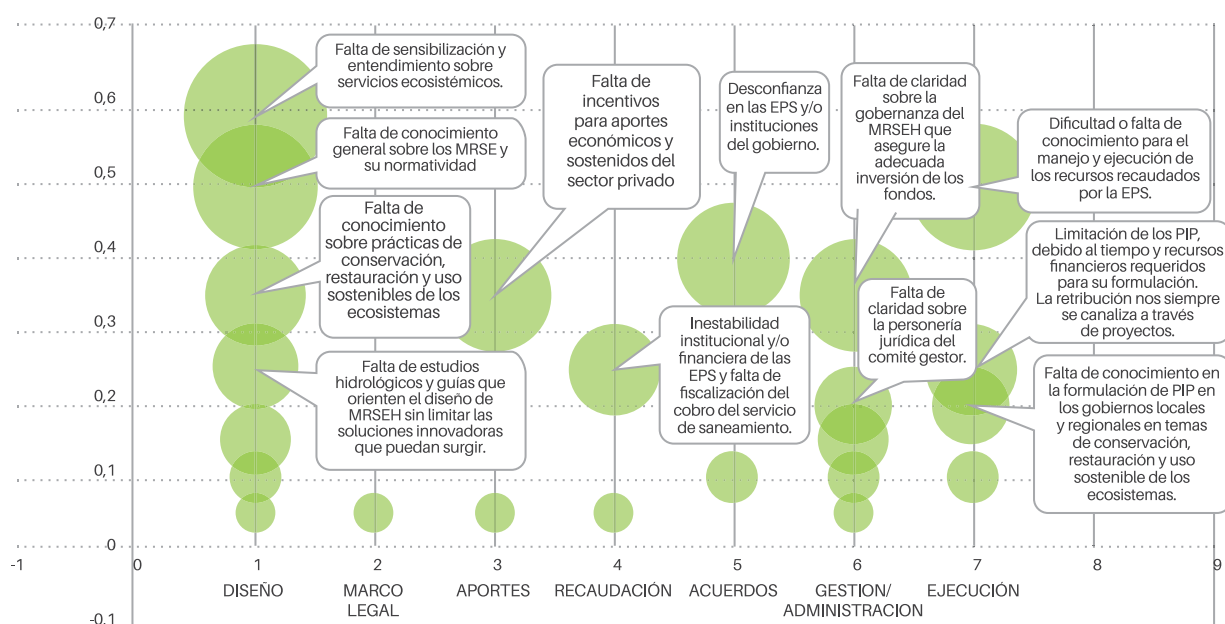 0,7
0,6
0,5
0,4
0,3
0,2
0,1
0
-0,1
-1
0
1
2
3
4
5
6
7
8
9
DISEÑO
MARCO
LEGAL
APORTES
RECAUDACIÓN
ACUERDOS
GESTION/
ADMINISTRACION
EJECUCIÓN
Falta de sensibilización y
entendimiento sobre
servicios ecosistémicos.
Falta de conocimiento
general sobre los MRSE y
su normatividad
Falta de
conocimiento
sobre prácticas de
conservación,
restauración y uso
sostenibles de los
ecosistemas
Falta de estudios
hidrológicos y guías que
orienten el diseño de
MRSEH sin limitar las
soluciones innovadoras
que puedan surgir.
Falta de
incentivos
para aportes
económicos y
sostenidos del
sector privado
Inestabilidad
institucional y/o
financiera de las
EPS y falta de
fiscalización del
cobro del servicio
de saneamiento.
Desconfianza
en las EPS y/o
instituciones
del gobierno.
Falta de claridad
sobre la
gobernanza del
MRSEH que
asegure la
adecuada
inversión de los
fondos.
Falta de
claridad sobre
la personería
jurídica del
comité gestor.
Dificultad o falta de
conocimiento para el
manejo y ejecución de
los recursos recaudados
por la EPS.
Limitación de los PIP,
debido al tiempo y recursos
financieros requeridos
para su formulación.
La retribución nos siempre
se canaliza a través
de proyectos.
Falta de conocimiento en
la formulación de PIP en
los gobiernos locales
y regionales en temas
de conservación,
restauración y uso
sostenible de los
ecosistemas.